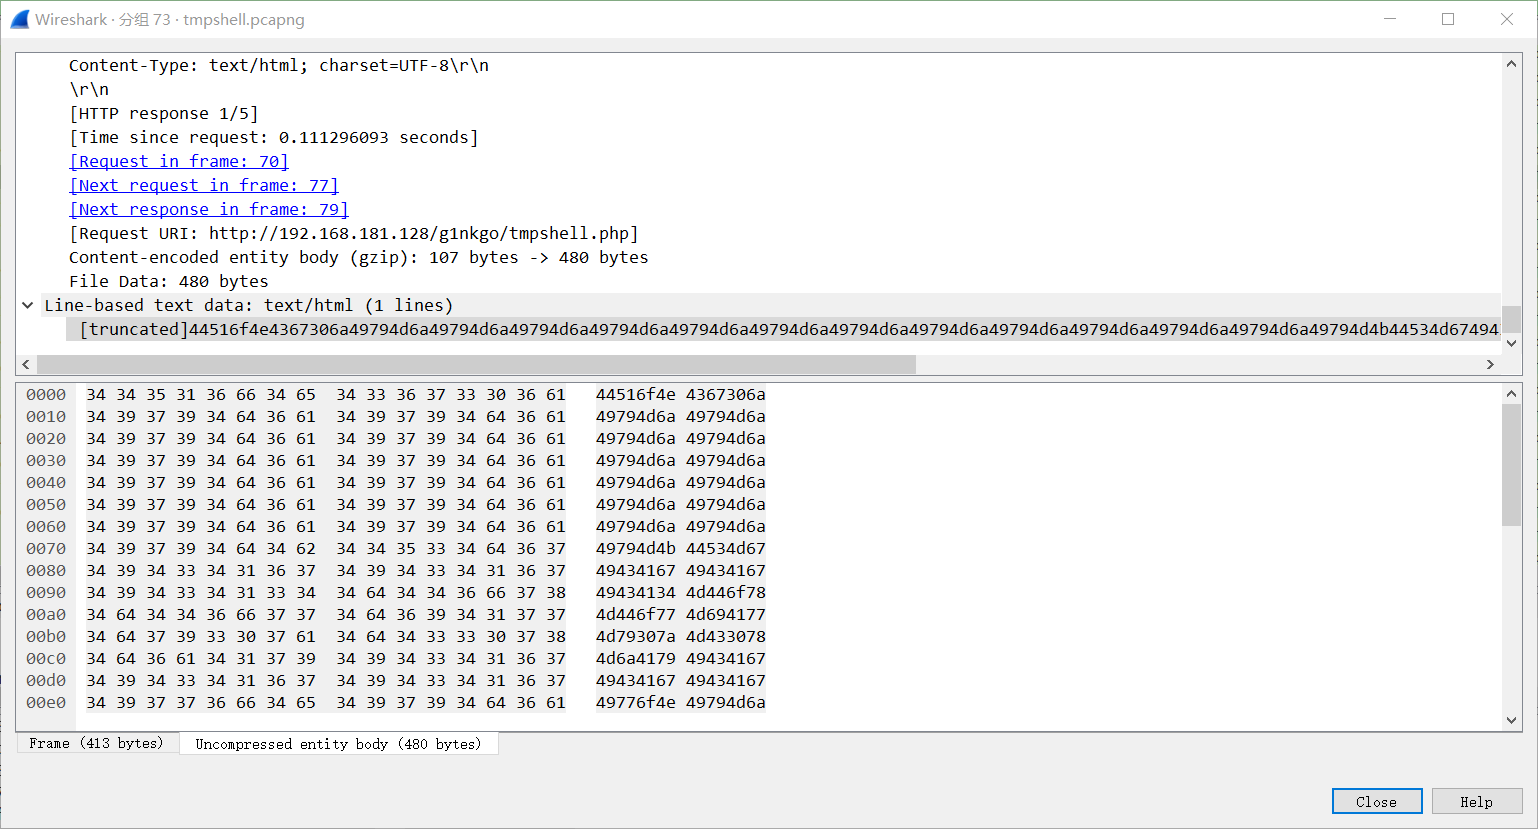 Wireshark · 分组 73 · tmpshell.pcapng
Content-Type: text/html; charset=UTF-8\r\n
\r\n
[HTTP response 1/5]
[Time since request: 0.111296093 seconds]
[Request in frame: 70]
[Next request in frame: 77]
[Next response in frame: 79]
[Request URI: http://192.168.181.128/g1nkgo/tmpshell.php]
Content-encoded entity body (gzip): 107 bytes -> 480 bytes
File Data: 480 bytes
Line-based text data: text/html (1 lines)
[truncated]44516f4e4367306a49794d6a49794d6a49794d6a49794d6a49794d6a49794d6a49794d6a49794d6a49794d6a49794d6a49794d6a49794d6a49794d4b44534d67494
0000 34 34 35 31 36 66 34 65 34 33 36 37 33 30 36 61 44516f4e 4367306a
0010 34 39 37 39 34 64 36 61 34 39 37 39 34 64 36 61 49794d6a 49794d6a
0020 34 39 37 39 34 64 36 61 34 39 37 39 34 64 36 61 49794d6a 49794d6a
0030 34 39 37 39 34 64 36 61 34 39 37 39 34 64 36 61 49794d6a 49794d6a
0040 34 39 37 39 34 64 36 61 34 39 37 39 34 64 36 61 49794d6a 49794d6a
0050 34 39 37 39 34 64 36 61 34 39 37 39 34 64 36 61 49794d6a 49794d6a
0060 34 39 37 39 34 64 36 61 34 39 37 39 34 64 36 61 49794d6a 49794d6a
0070 34 39 37 39 34 64 34 62 34 34 35 33 34 64 36 37 49794d4b 44534d67
0080 34 39 34 33 34 31 36 37 34 39 34 33 34 31 36 37 49434167 49434167
0090 34 39 34 33 34 31 33 34 34 64 34 34 36 66 37 38 49434134 4d446f78
00a0 34 64 34 34 36 66 37 37 34 64 36 39 34 31 37 37 4d446f77 4d694177
00b0 34 64 37 39 33 30 37 61 34 64 34 33 33 30 37 38 4d79307a 4d433078
00c0 34 64 36 61 34 31 37 39 34 39 34 33 34 31 36 37 4d6a4179 49434167
00d0 34 39 34 33 34 31 36 37 34 39 34 33 34 31 36 37 49434167 49434167
00e0 34 39 37 37 36 66 34 65 34 39 37 39 34 64 36 61 49776f4e 49794d6a
Frame (413 bytes) Uncompressed entity body (480 bytes)
Close Help